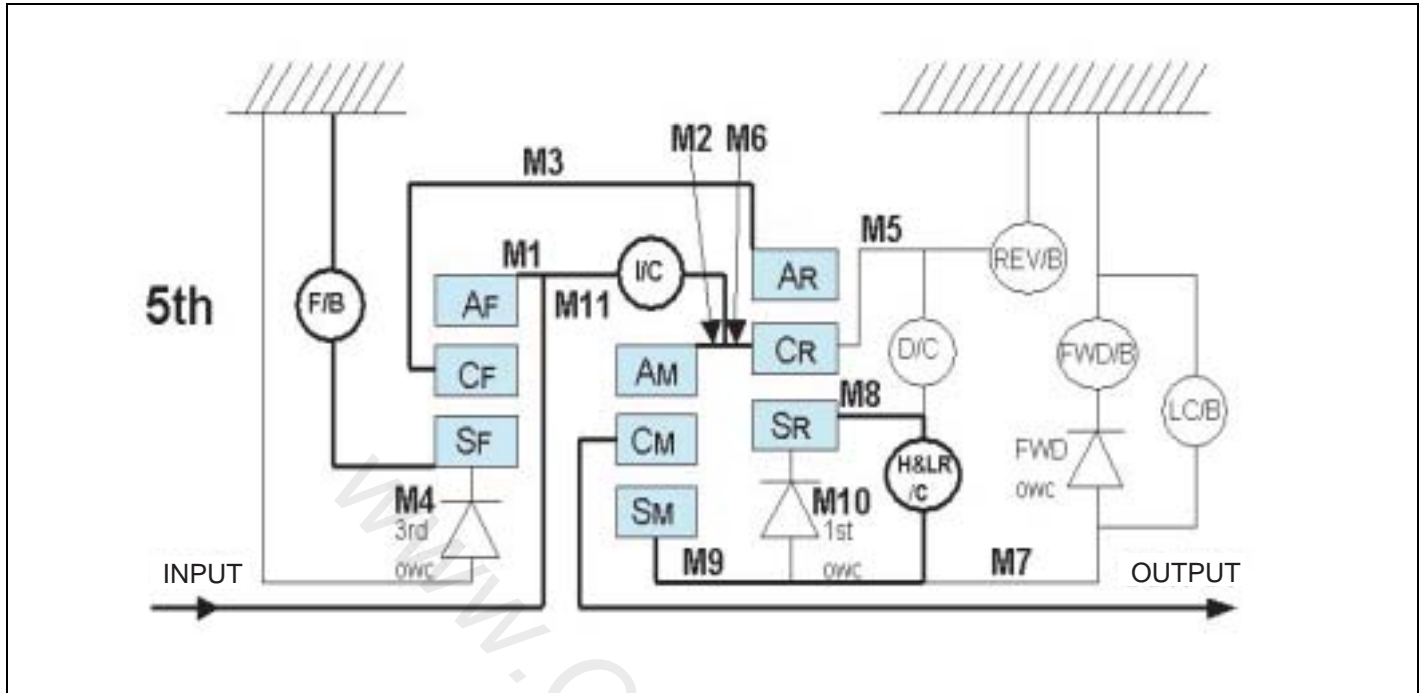 M2 M6
M3
M5
M1
I/C
REV/B
AR
5th
F/B
AF
M11
CR
D/C
FWD/B
CF
AM
M8
LC/B
SF
CM
SR
FWD
OWC
H&LR
/C
M4
3rd
OWC
SM
M10
1st
OWC
M9
M7
INPUT
OUTPUT
www.